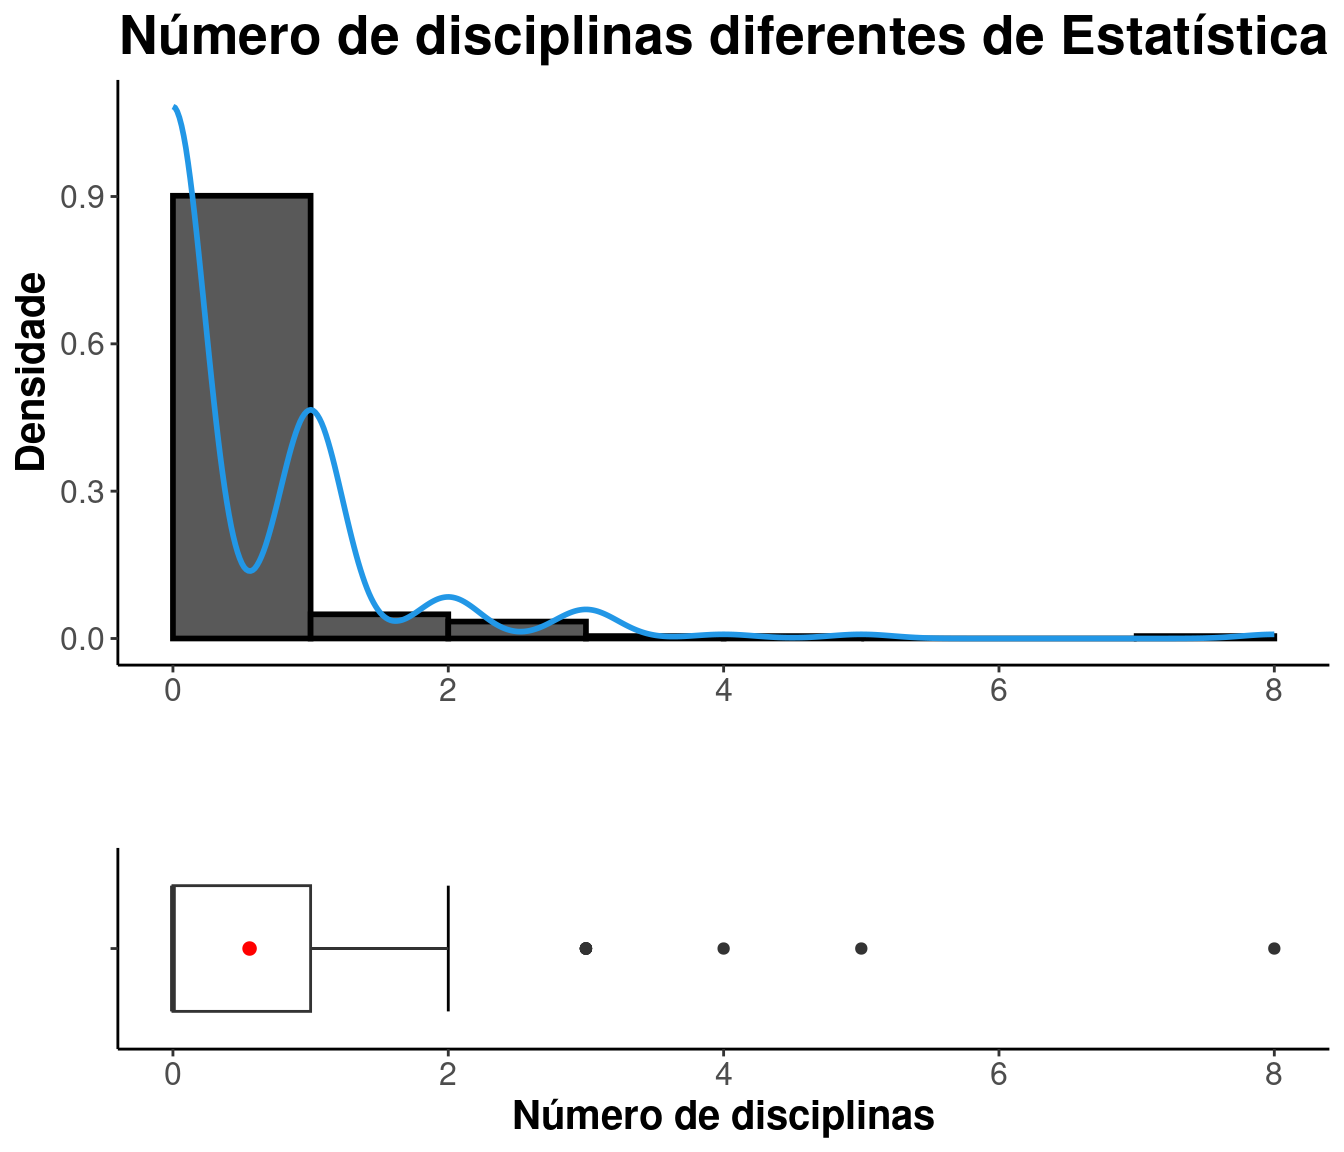 Número de disciplinas diferentes de Estatística
Densidade
0.9
0.6
0.3
0.0
0 2 4 6 8
0 2 4 6 8
Número de disciplinas